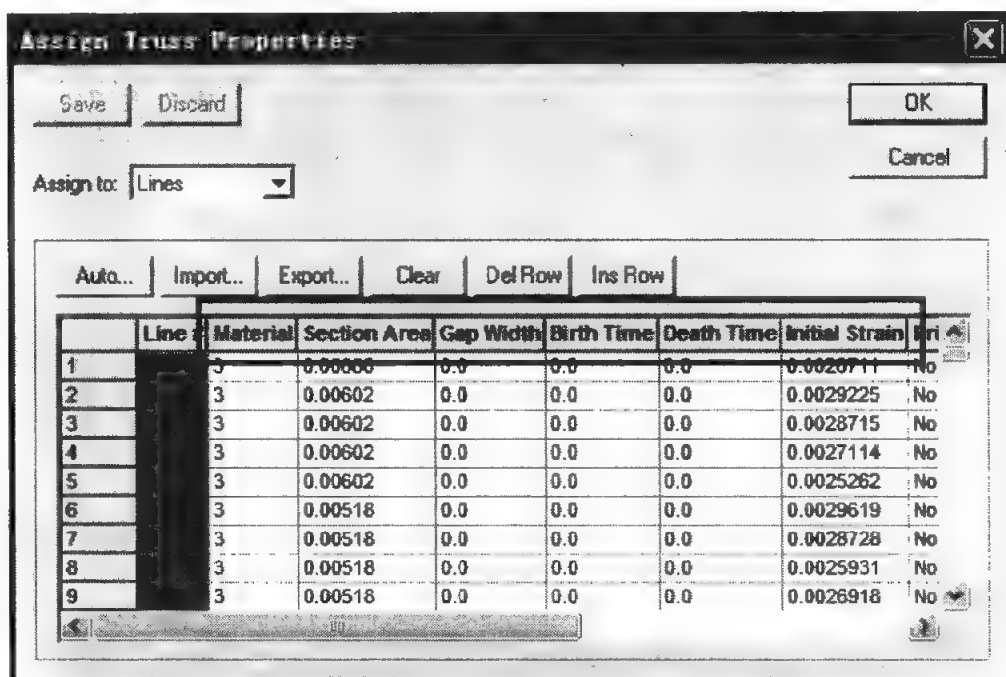 Assign Truss Properties
Save Discard OK
Cancel
Assign to: Lines
Auto... Import... Export... Clear Del Row Ins Row
Line Material Section Area Gap Width Birth Time Death Time Initial Strain Pri
1 3 0.0 0.0 0.0 No
2 3 0.00602 0.0 0.0 0.0 0.0029225 No
3 3 0.00602 0.0 0.0 0.0 0.0028715 No
4 3 0.00602 0.0 0.0 0.0 0.0027114 No
5 3 0.00602 0.0 0.0 0.0 0.0025262 No
6 3 0.00518 0.0 0.0 0.0 0.0029619 No
7 3 0.00518 0.0 0.0 0.0 0.0028728 No
8 3 0.00518 0.0 0.0 0.0 0.0025931 No
9 3 0.00518 0.0 0.0 0.0 0.0026918 No